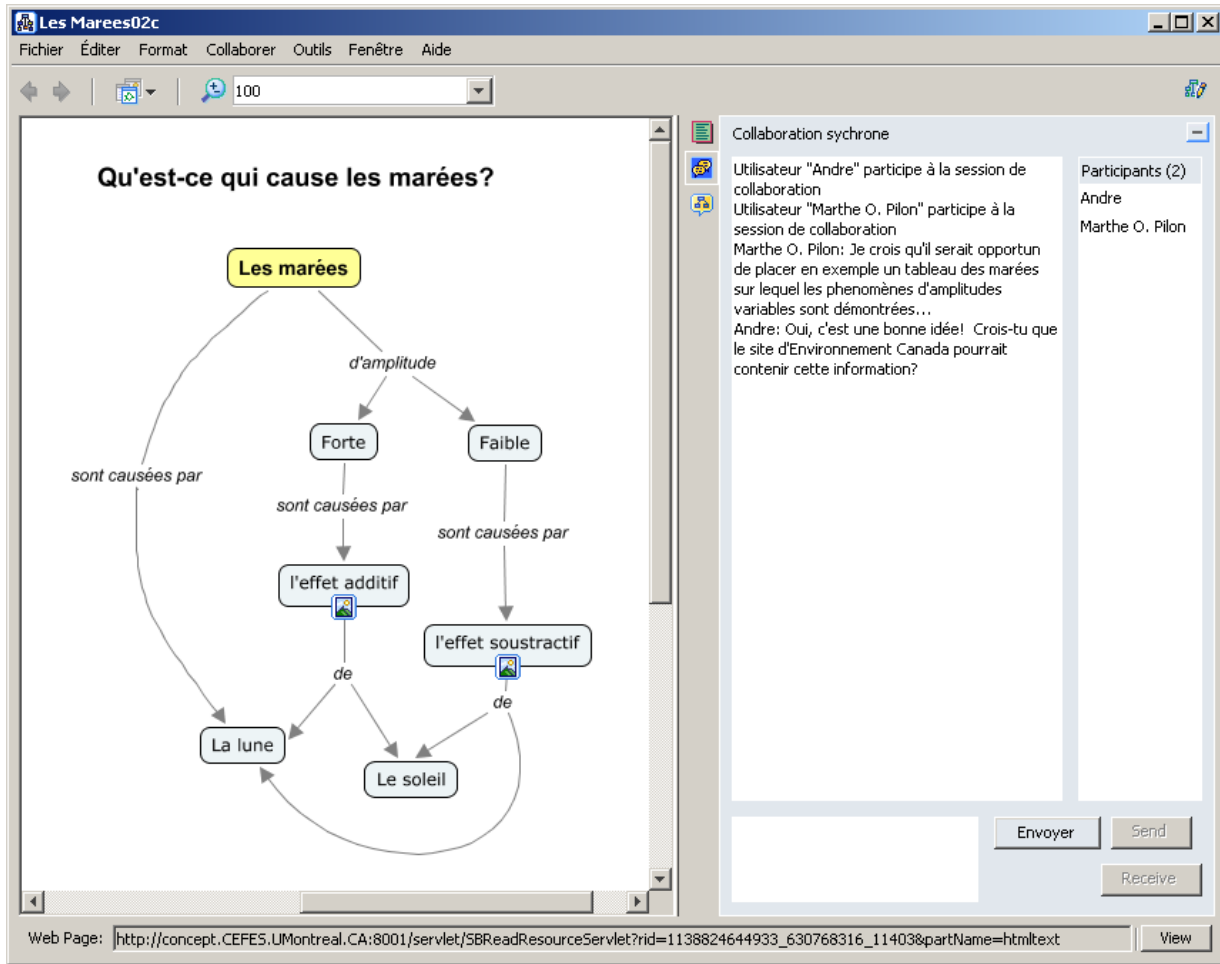 Les Marees02c
Fichier Éditer Format Collaborer Outils Fenêtre Aide
100
Qu'est-ce qui cause les marées?
Les marées
d'amplitude
Forte
Faible
sont causées par
sont causées par
sont causées par
l'effet additif
l'effet soustractif
de
de
La lune
Le soleil
Collaboration sychrone
Utilisateur "Andre" participe à la session de
collaboration
Utilisateur "Marthe O. Pilon" participe à la
session de collaboration
Marthe O. Pilon: Je crois qu'il serait opportun
de placer en exemple un tableau des marées
sur lequel les phenomènes d'amplitudes
variables sont démontrées...
Andre: Oui, c'est une bonne idée! Crois-tu que
le site d'Environnement Canada pourrait
contenir cette information?
Participants (2)
Andre
Marthe O. Pilon
Envoyer
Send
Receive
Web Page: http://concept.CEFES.UMontreal.CA:8001/servlet/SBReadResourceServlet?rid=1138824644933_630768316_11403&partName=htmltext View